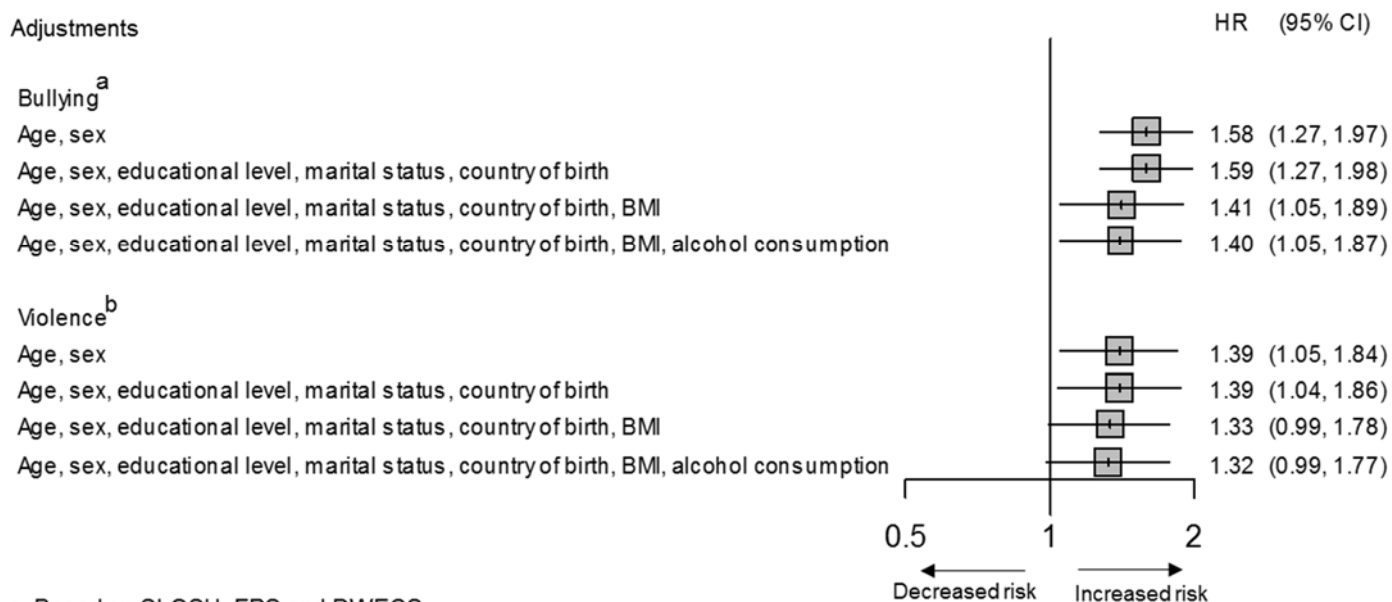 Adjustments HR (95% CI)
Bullying a
Age, sex 1.58 (1.27, 1.97)
Age, sex, educational level, marital status, country of birth 1.59 (1.27, 1.98)
Age, sex, educational level, marital status, country of birth, BMI 1.41 (1.05, 1.89)
Age, sex, educational level, marital status, country of birth, BMI, alcohol consumption 1.40 (1.05, 1.87)
Violence b
Age, sex 1.39 (1.05, 1.84)
Age, sex, educational level, marital status, country of birth 1.39 (1.04, 1.86)
Age, sex, educational level, marital status, country of birth, BMI 1.33 (0.99, 1.78)
Age, sex, educational level, marital status, country of birth, BMI, alcohol consumption 1.32 (0.99, 1.77)
0.5 1 2
Decreased risk Increased risk